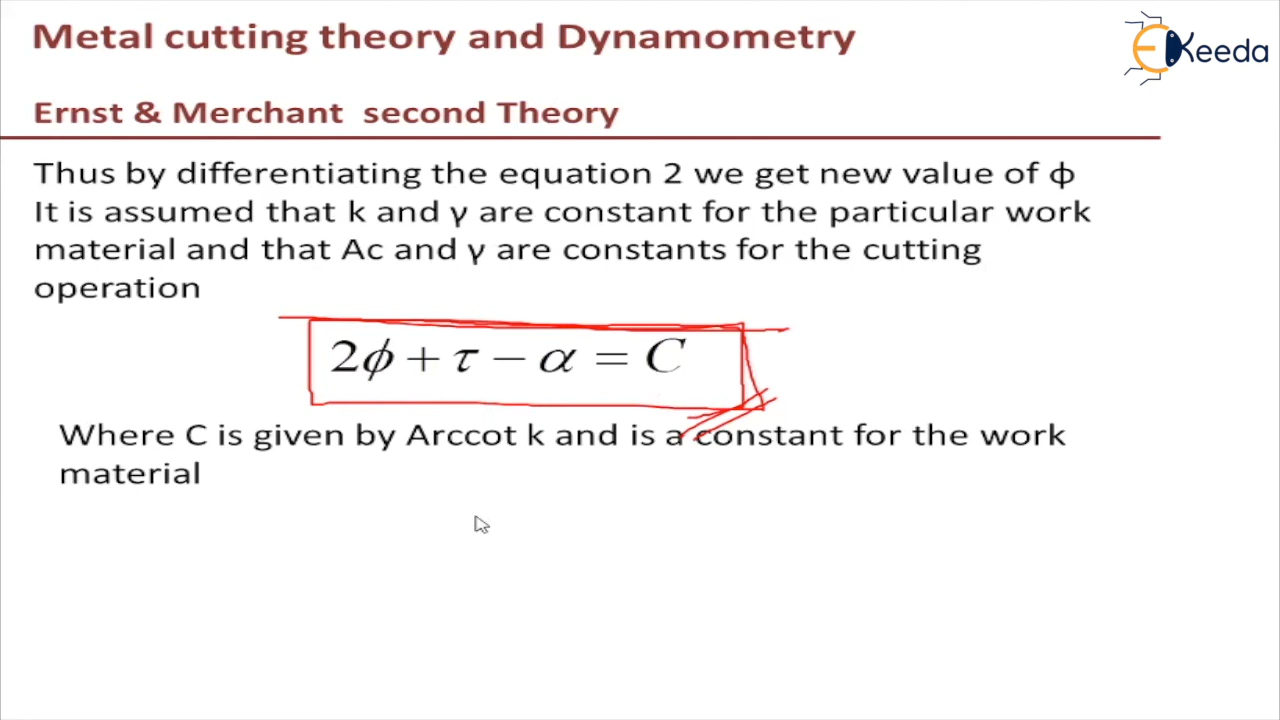 Metal cutting theory and Dynamometry
EKeeda
Ernst & Merchant second Theory
Thus by differentiating the equation 2 we get new value of ϕ
It is assumed that k and γ are constant for the particular work
material and that Ac and γ are constants for the cutting
operation
2ϕ + τ − α = C
Where C is given by Arccot k and is a constant for the work
material